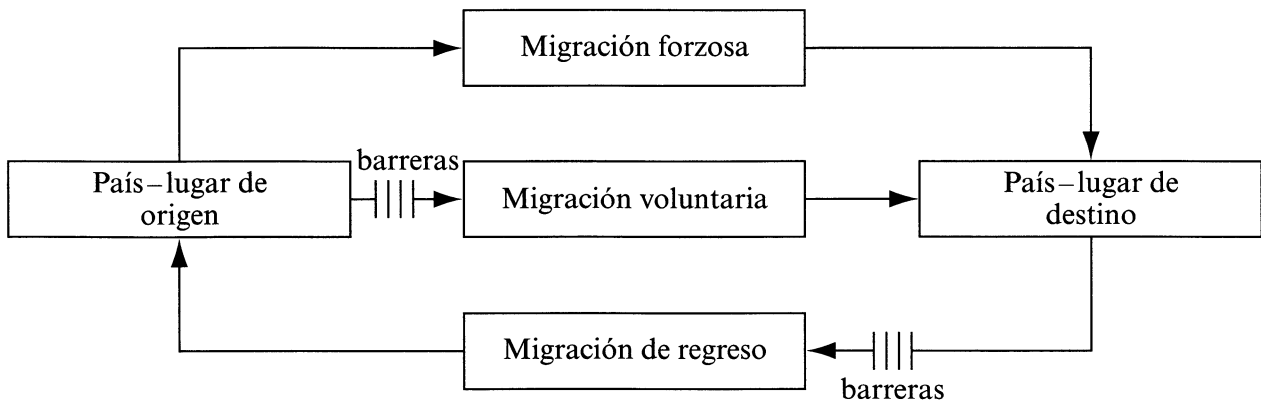 Migración forzosa
barreras
País–lugar de
origen
Migración voluntaria
País–lugar de
destino
Migración de regreso
barreras